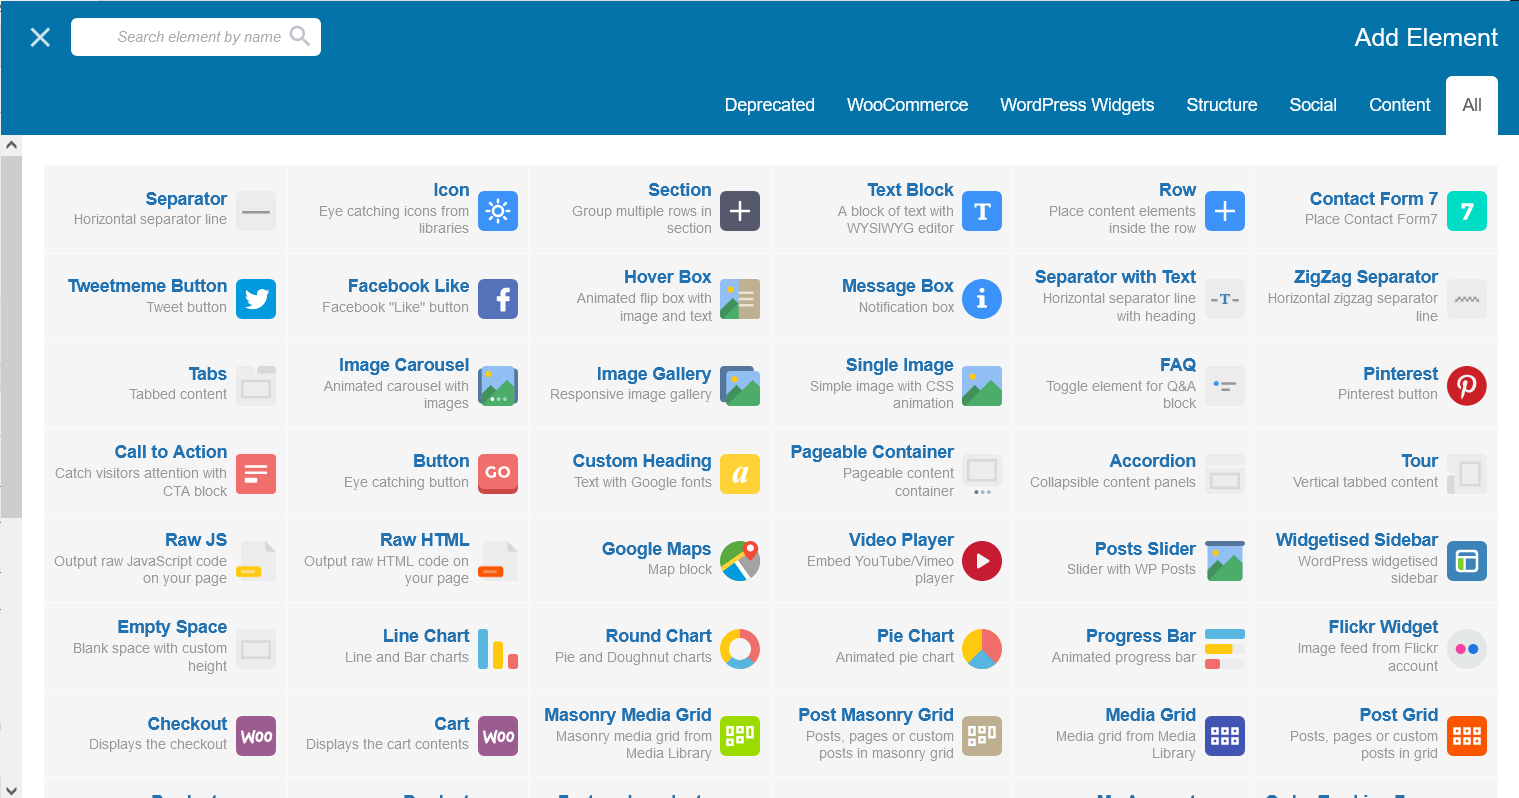 Search element by name
Add Element
Deprecated
WooCommerce
WordPress Widgets
Structure
Social
Content
All
Separator
Horizontal separator line
Icon
Eye catching icons from
libraries
Section
Group multiple rows in
section
Text Block
A block of text with
WYSIWYG editor
T
Row
Place content elements
inside the row
Contact Form 7
Place Contact Form7
7
Tweetmeme Button
Tweet button
Facebook Like
Facebook "Like" button
f
Hover Box
Animated flip box with
image and text
Message Box
Notification box
i
Separator with Text
Horizontal separator line
with heading
-T-
ZigZag Separator
Horizontal zigzag separator
line
Tabs
Tabbed content
Image Carousel
Animated carousel with
images
Image Gallery
Responsive image gallery
Single Image
Simple image with CSS
animation
FAQ
Toggle element for Q&A
block
Pinterest
Pinterest button
Call to Action
Catch visitors attention with
CTA block
Button
Eye catching button
GO
Custom Heading
Text with Google fonts
a
Pageable Container
Pageable content
container
Accordion
Collapsible content panels
Tour
Vertical tabbed content
Raw JS
Output raw JavaScript code
on your page
Raw HTML
Output raw HTML code on
your page
Google Maps
Map block
Video Player
Embed YouTube/Vimeo
player
Posts Slider
Slider with WP Posts
Widgetised Sidebar
WordPress widgetised
sidebar
Empty Space
Blank space with custom
height
Line Chart
Line and Bar charts
Round Chart
Pie and Doughnut charts
Pie Chart
Animated pie chart
Progress Bar
Animated progress bar
Flickr Widget
Image feed from Flickr
account
Checkout
Displays the checkout
Woo
Cart
Displays the cart contents
Woo
Masonry Media Grid
Masonry media grid from
Media Library
Post Masonry Grid
Posts, pages or custom
posts in masonry grid
Media Grid
Media grid from Media
Library
Post Grid
Posts, pages or custom
posts in grid